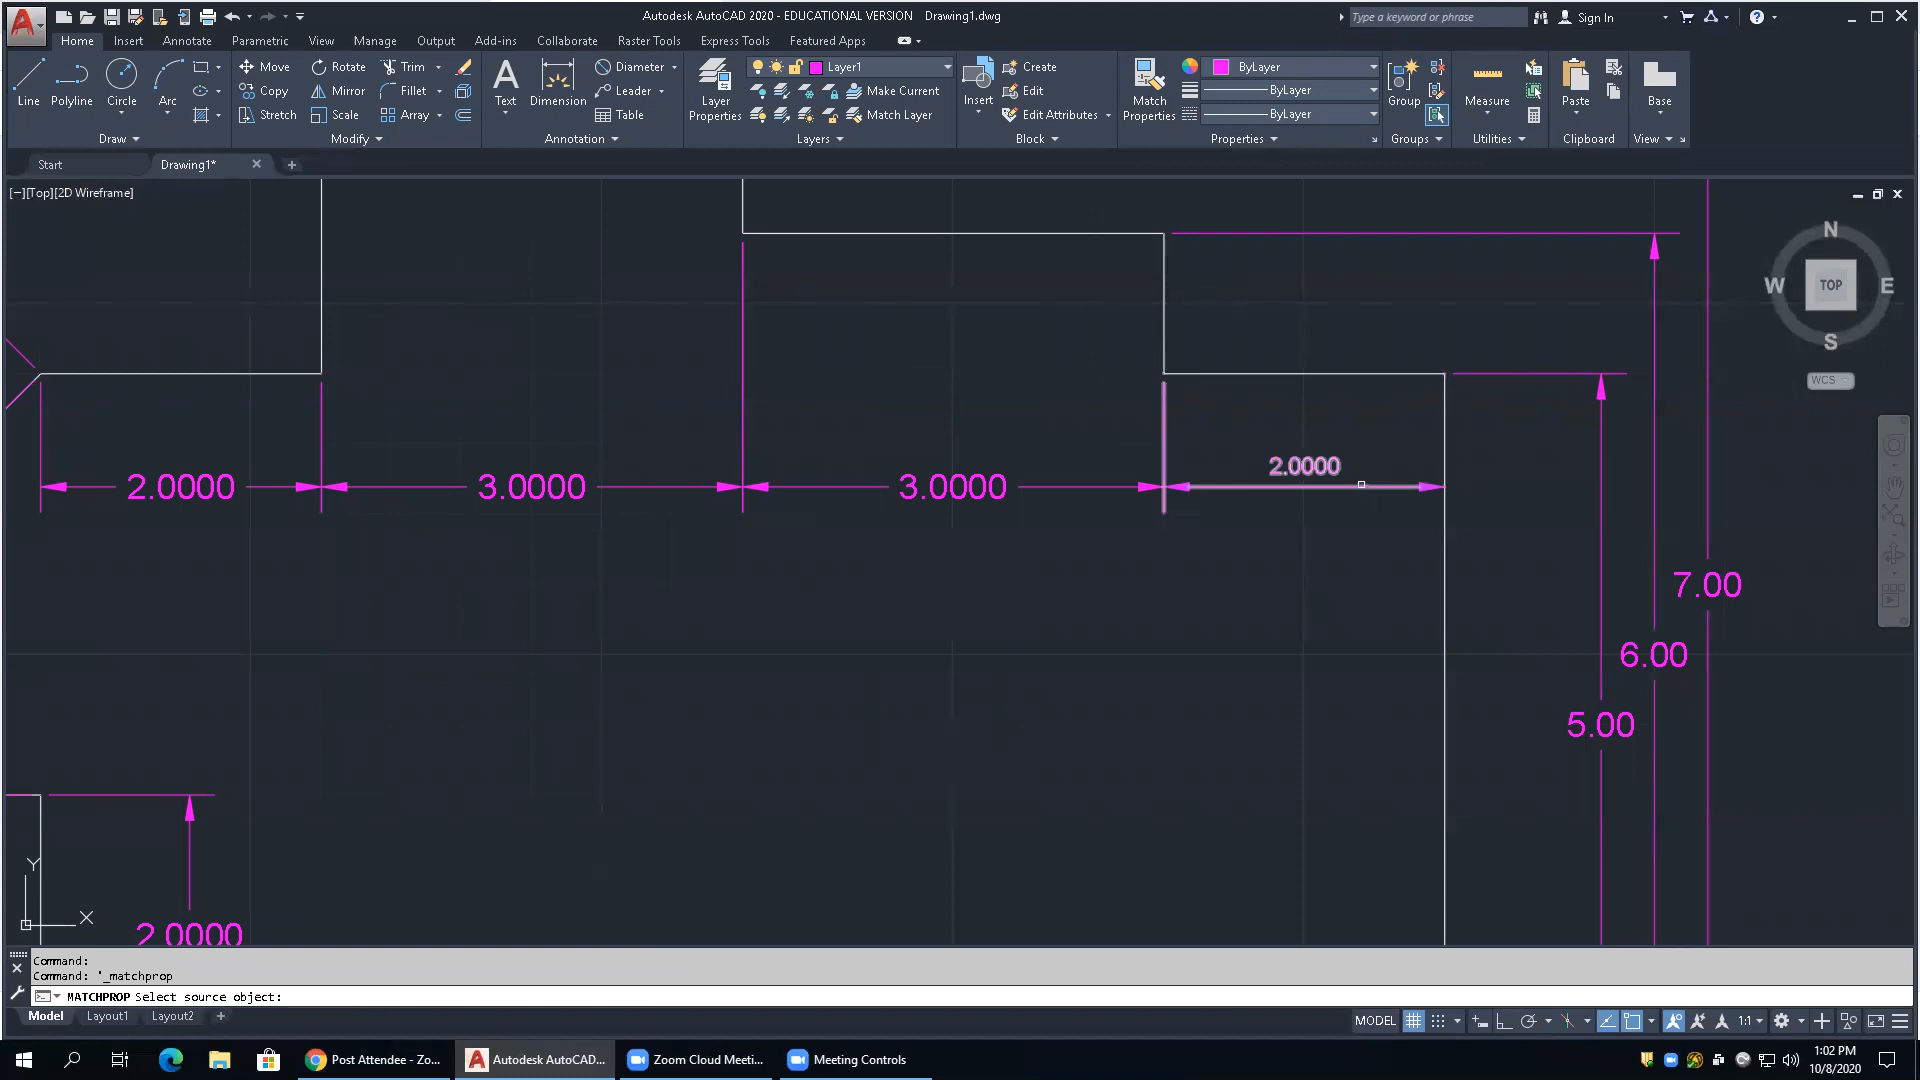 Autodesk AutoCAD 2020 - EDUCATIONAL VERSION Drawing1.dwg
Type a keyword or phrase
Sign In
Home Insert Annotate Parametric View Manage Output Add-ins Collaborate Raster Tools Express Tools Featured Apps
Line Polyline Circle Arc
Move Rotate Trim
Copy Mirror Fillet
Stretch Scale Array
Text Dimension
Diameter
Leader
Table
Layer Properties
Layer1
Make Current
Match Layer
Insert
Create
Edit
Edit Attributes
Match Properties
ByLayer
ByLayer
ByLayer
Group
Measure
Paste
Base
Draw Modify Annotation Layers Block Properties Groups Utilities Clipboard View
Start Drawing1*
[−][Top][2D Wireframe]
N
W TOP E
S
WCS
2.0000
2.0000 3.0000 3.0000
7.00
6.00
5.00
2.0000
Y
X
Command:
Command: '_matchprop
MATCHPROP Select source object:
Model Layout1 Layout2
MODEL 1:1
Post Attendee - Zo... Autodesk AutoCAD... Zoom Cloud Meeti... Meeting Controls
1:02 PM
10/8/2020